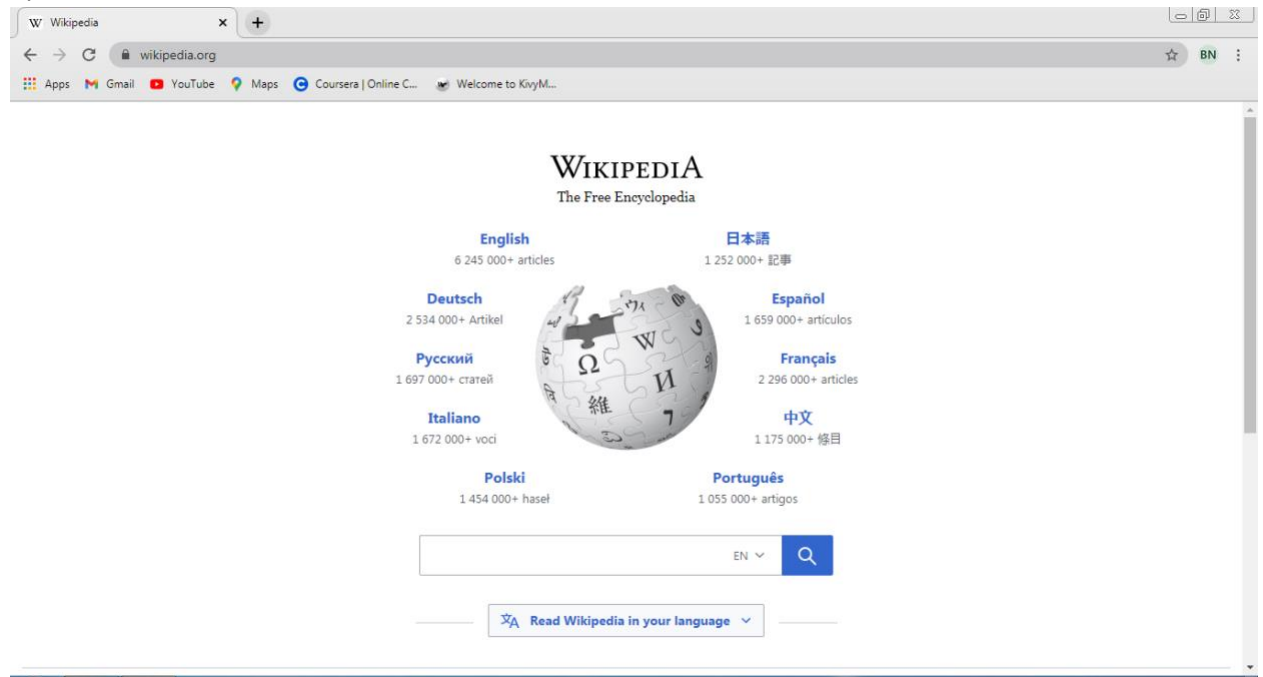 W Wikipedia
wikipedia.org
BN
Apps Gmail YouTube Maps Coursera | Online C... Welcome to KivyM...
WIKIPEDIA
The Free Encyclopedia
English 日本語
6 245 000+ articles 1 252 000+ 記事
Deutsch Español
2 534 000+ Artikel 1 659 000+ artículos
Русский Français
1 697 000+ статей 2 296 000+ articles
Italiano 中文
1 672 000+ voci 1 175 000+ 條目
Polski Português
1 454 000+ haseł 1 055 000+ artigos
Ω W И 維 7
EN
Read Wikipedia in your language